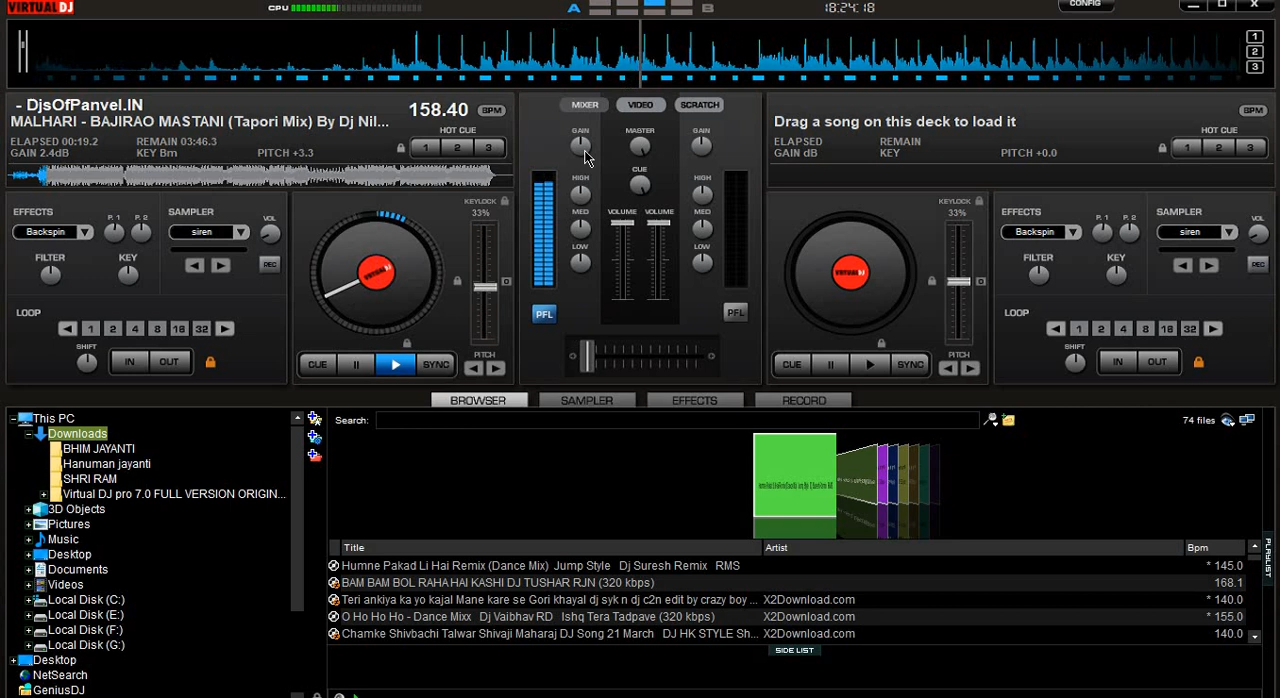 VIRTUAL DJ
CPU
A
B
18:24:18
CONFIG
1
2
3
- DjsOfPanvel.IN
158.40 BPM
MALHARI - BAJIRAO MASTANI (Tapori Mix) By Dj Nil...
ELAPSED 00:19.2 REMAIN 03:46.3
GAIN 2.4dB KEY Bm PITCH +3.3
HOT CUE
1 2 3
MIXER VIDEO SCRATCH
GAIN MASTER GAIN
CUE
HIGH HIGH
MED MED
LOW LOW
VOLUME VOLUME
PFL PFL
BPM
Drag a song on this deck to load it
ELAPSED REMAIN
GAIN dB KEY PITCH +0.0
HOT CUE
1 2 3
EFFECTS P. 1 P. 2 SAMPLER VOL
Backspin siren
FILTER KEY REC
LOOP
1 2 4 8 16 32
SHIFT
IN OUT
KEYLOCK
33%
VIRTUAL DJ
CUE SYNC PITCH
KEYLOCK
33%
VIRTUAL DJ
CUE SYNC PITCH
EFFECTS P. 1 P. 2 SAMPLER VOL
Backspin siren
FILTER KEY REC
LOOP
1 2 4 8 16 32
SHIFT
IN OUT
BROWSER SAMPLER EFFECTS RECORD
This PC
Downloads
BHIM JAYANTI
Hanuman jayanti
SHRI RAM
Virtual DJ pro 7.0 FULL VERSION ORIGIN...
3D Objects
Pictures
Music
Desktop
Documents
Videos
Local Disk (C:)
Local Disk (E:)
Local Disk (F:)
Local Disk (G:)
Desktop
NetSearch
GeniusDJ
Search:
74 files
Title Artist Bpm
Humne Pakad Li Hai Remix (Dance Mix) Jump Style Dj Suresh Remix RMS * 145.0
BAM BAM BOL RAHA HAI KASHI DJ TUSHAR RJN (320 kbps) 168.1
Teri ankiya ka yo kajal Mane kare se Gori khayal dj syk n dj c2n edit by crazy boy ... X2Download.com * 140.0
O Ho Ho Ho - Dance Mixx Dj Vaibhav RD Ishq Tera Tadpave (320 kbps) * 155.0
Chamke Shivbachi Talwar Shivaji Maharaj DJ Song 21 March DJ HK STYLE Sh... X2Download.com 140.0
SIDE LIST
PLAYLIST